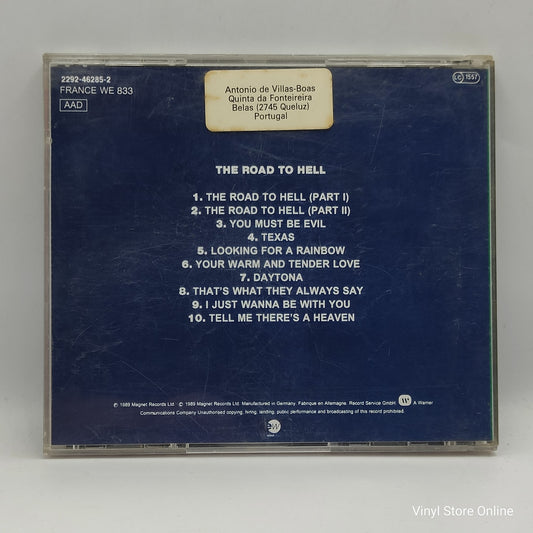 2292-46285-2
FRANCE WE 833
AAD
Antonio de Villas-Boas
Quinta da Fonteireira
Belas (2745 Queluz)
Portugal
LC 1557
THE ROAD TO HELL
1. THE ROAD TO HELL (PART I)
2. THE ROAD TO HELL (PART II)
3. YOU MUST BE EVIL
4. TEXAS
5. LOOKING FOR A RAINBOW
6. YOUR WARM AND TENDER LOVE
7. DAYTONA
8. THAT'S WHAT THEY ALWAYS SAY
9. I JUST WANNA BE WITH YOU
10. TELL ME THERE'S A HEAVEN
℗ 1989 Magnet Records Ltd. © 1989 Magnet Records Ltd. Manufactured in Germany. Fabrique en Allemagne. Record Service GmbH. A Warner
Communications Company Unauthorised copying, hiring, lending, public performance and broadcasting of this record prohibited.
ew
Vinyl Store Online